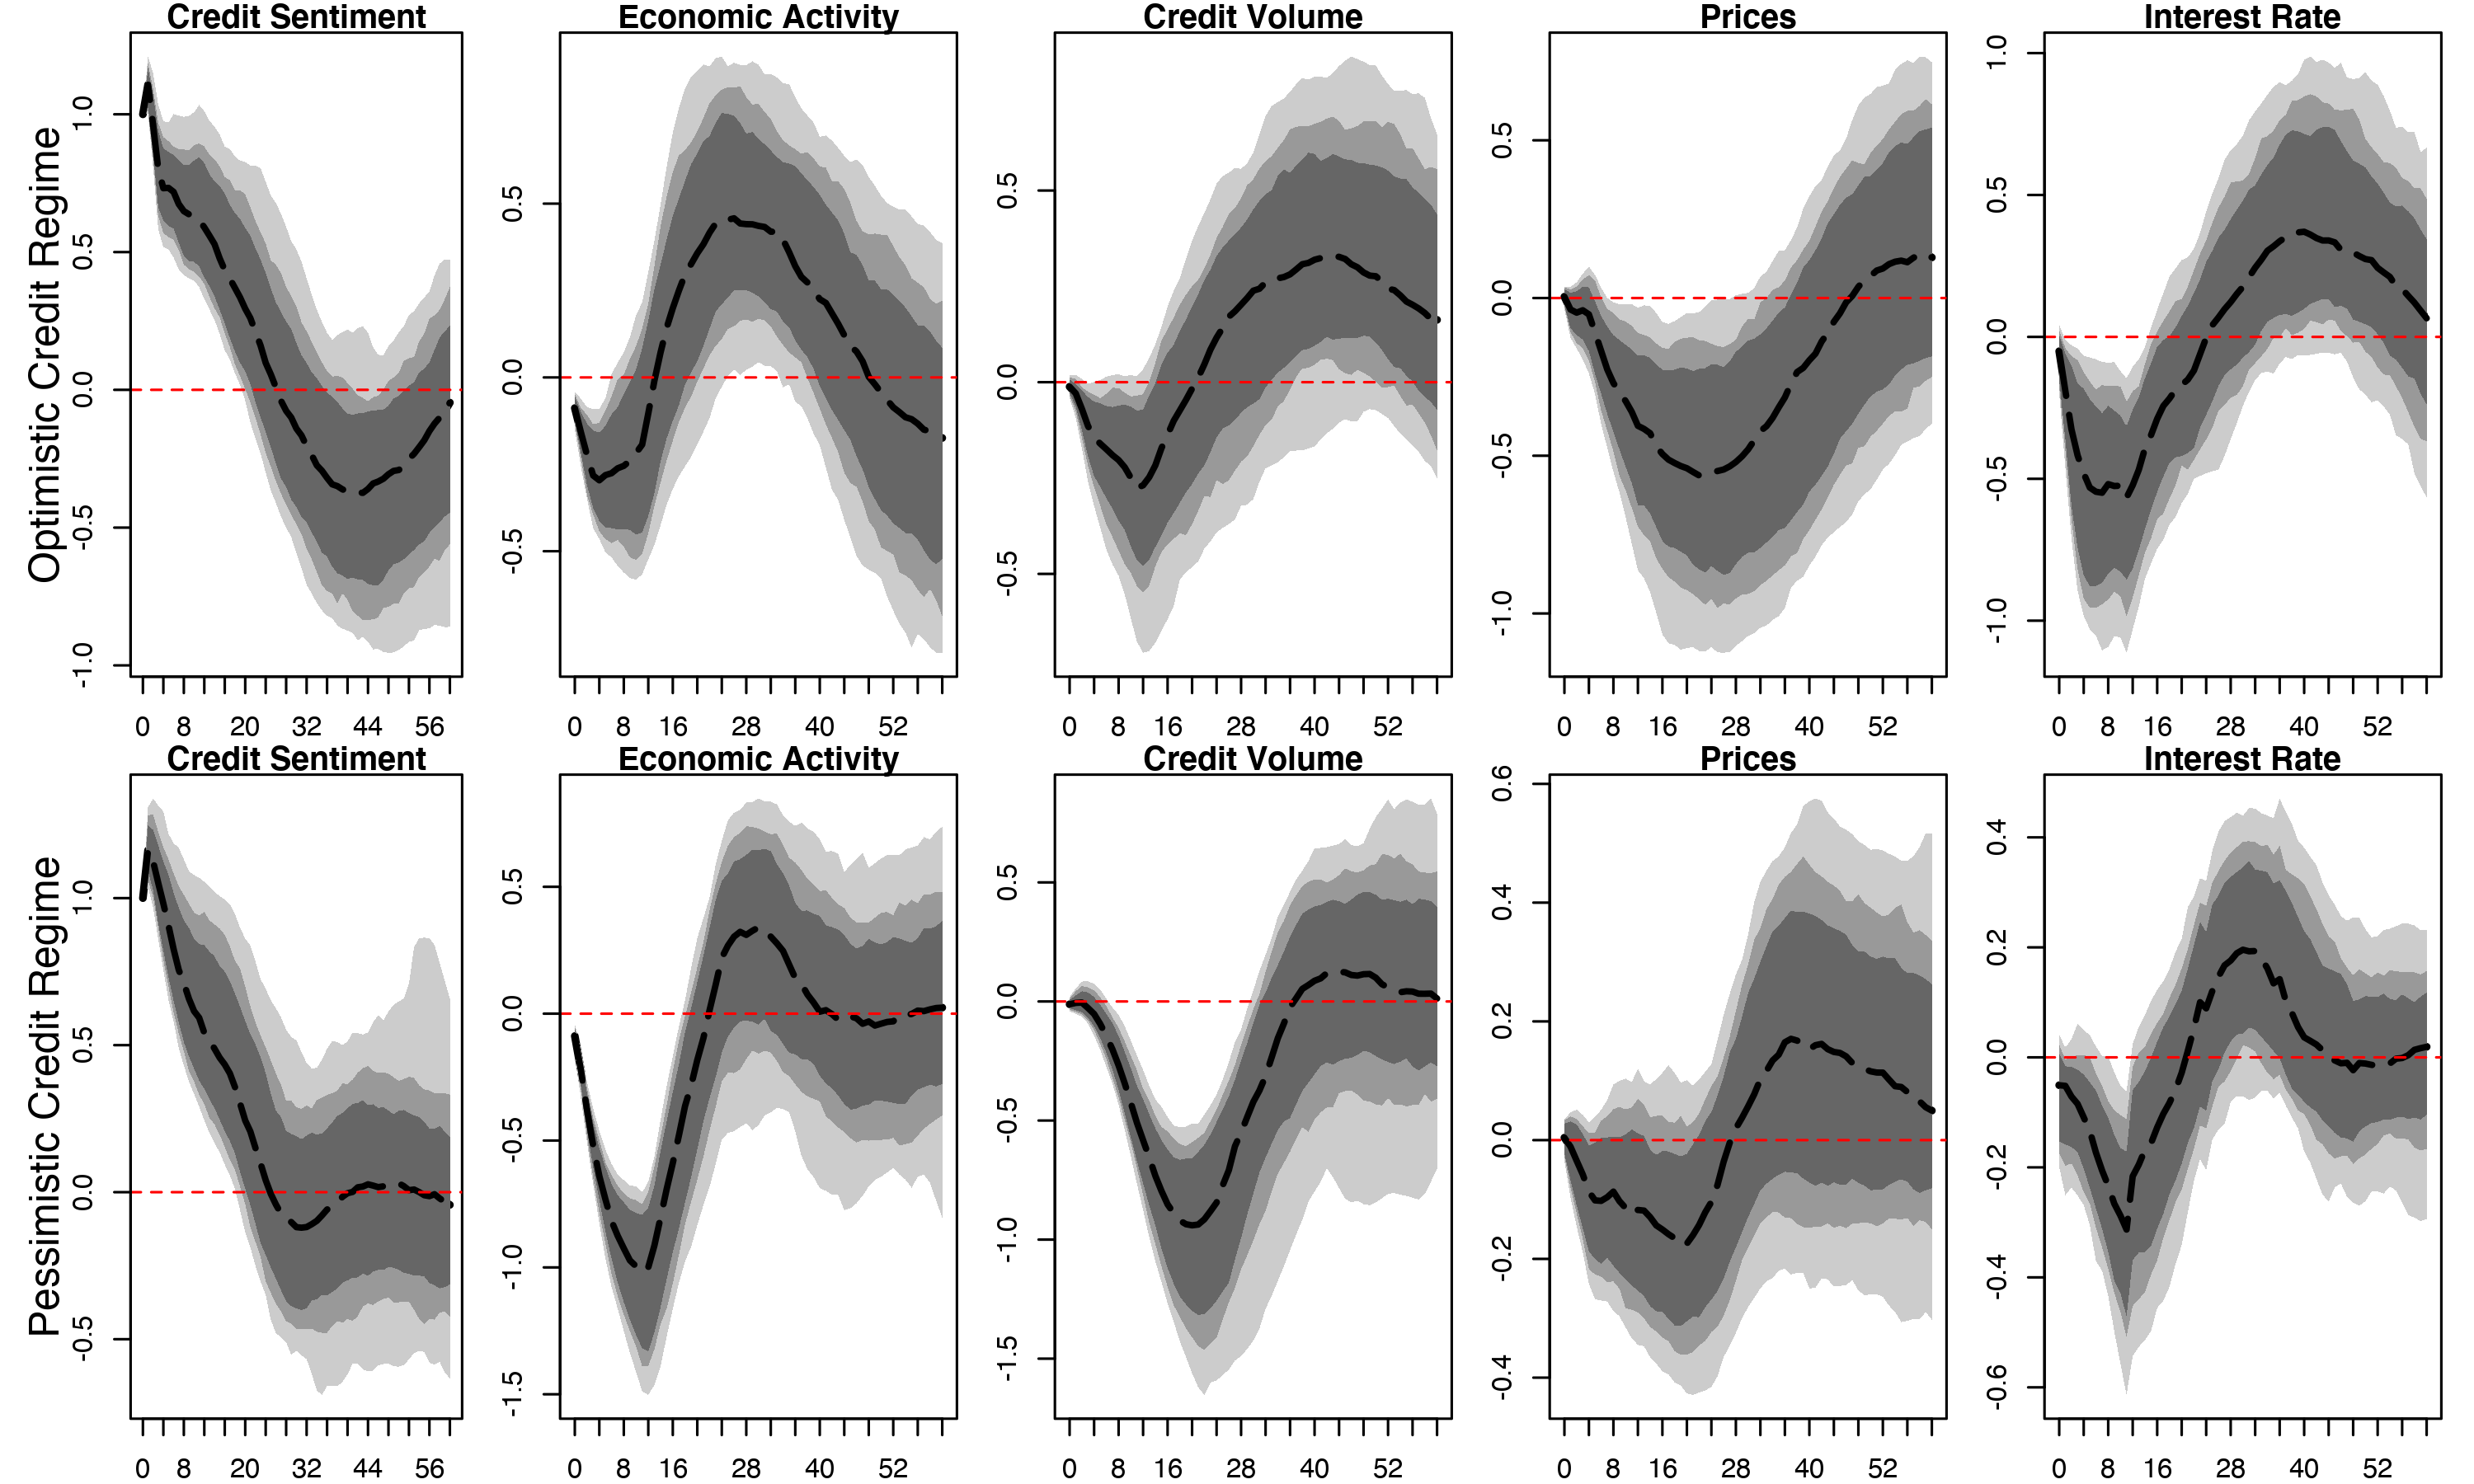 Credit Sentiment Economic Activity Credit Volume Prices Interest Rate
Optimistic Credit Regime
1.0 0.5 0.0 -0.5 -1.0
0.5 0.0 -0.5
0.5 0.0 -0.5
0.5 0.0 -0.5 -1.0
1.0 0.5 0.0 -0.5 -1.0
0 8 20 32 44 56
0 8 16 28 40 52
0 8 16 28 40 52
0 8 16 28 40 52
0 8 16 28 40 52
Credit Sentiment Economic Activity Credit Volume Prices Interest Rate
Pessimistic Credit Regime
1.0 0.5 0.0 -0.5
0.5 0.0 -0.5 -1.0 -1.5
0.5 0.0 -0.5 -1.0 -1.5
0.6 0.4 0.2 0.0 -0.2 -0.4
0.4 0.2 0.0 -0.2 -0.4 -0.6
0 8 20 32 44 56
0 8 16 28 40 52
0 8 16 28 40 52
0 8 16 28 40 52
0 8 16 28 40 52